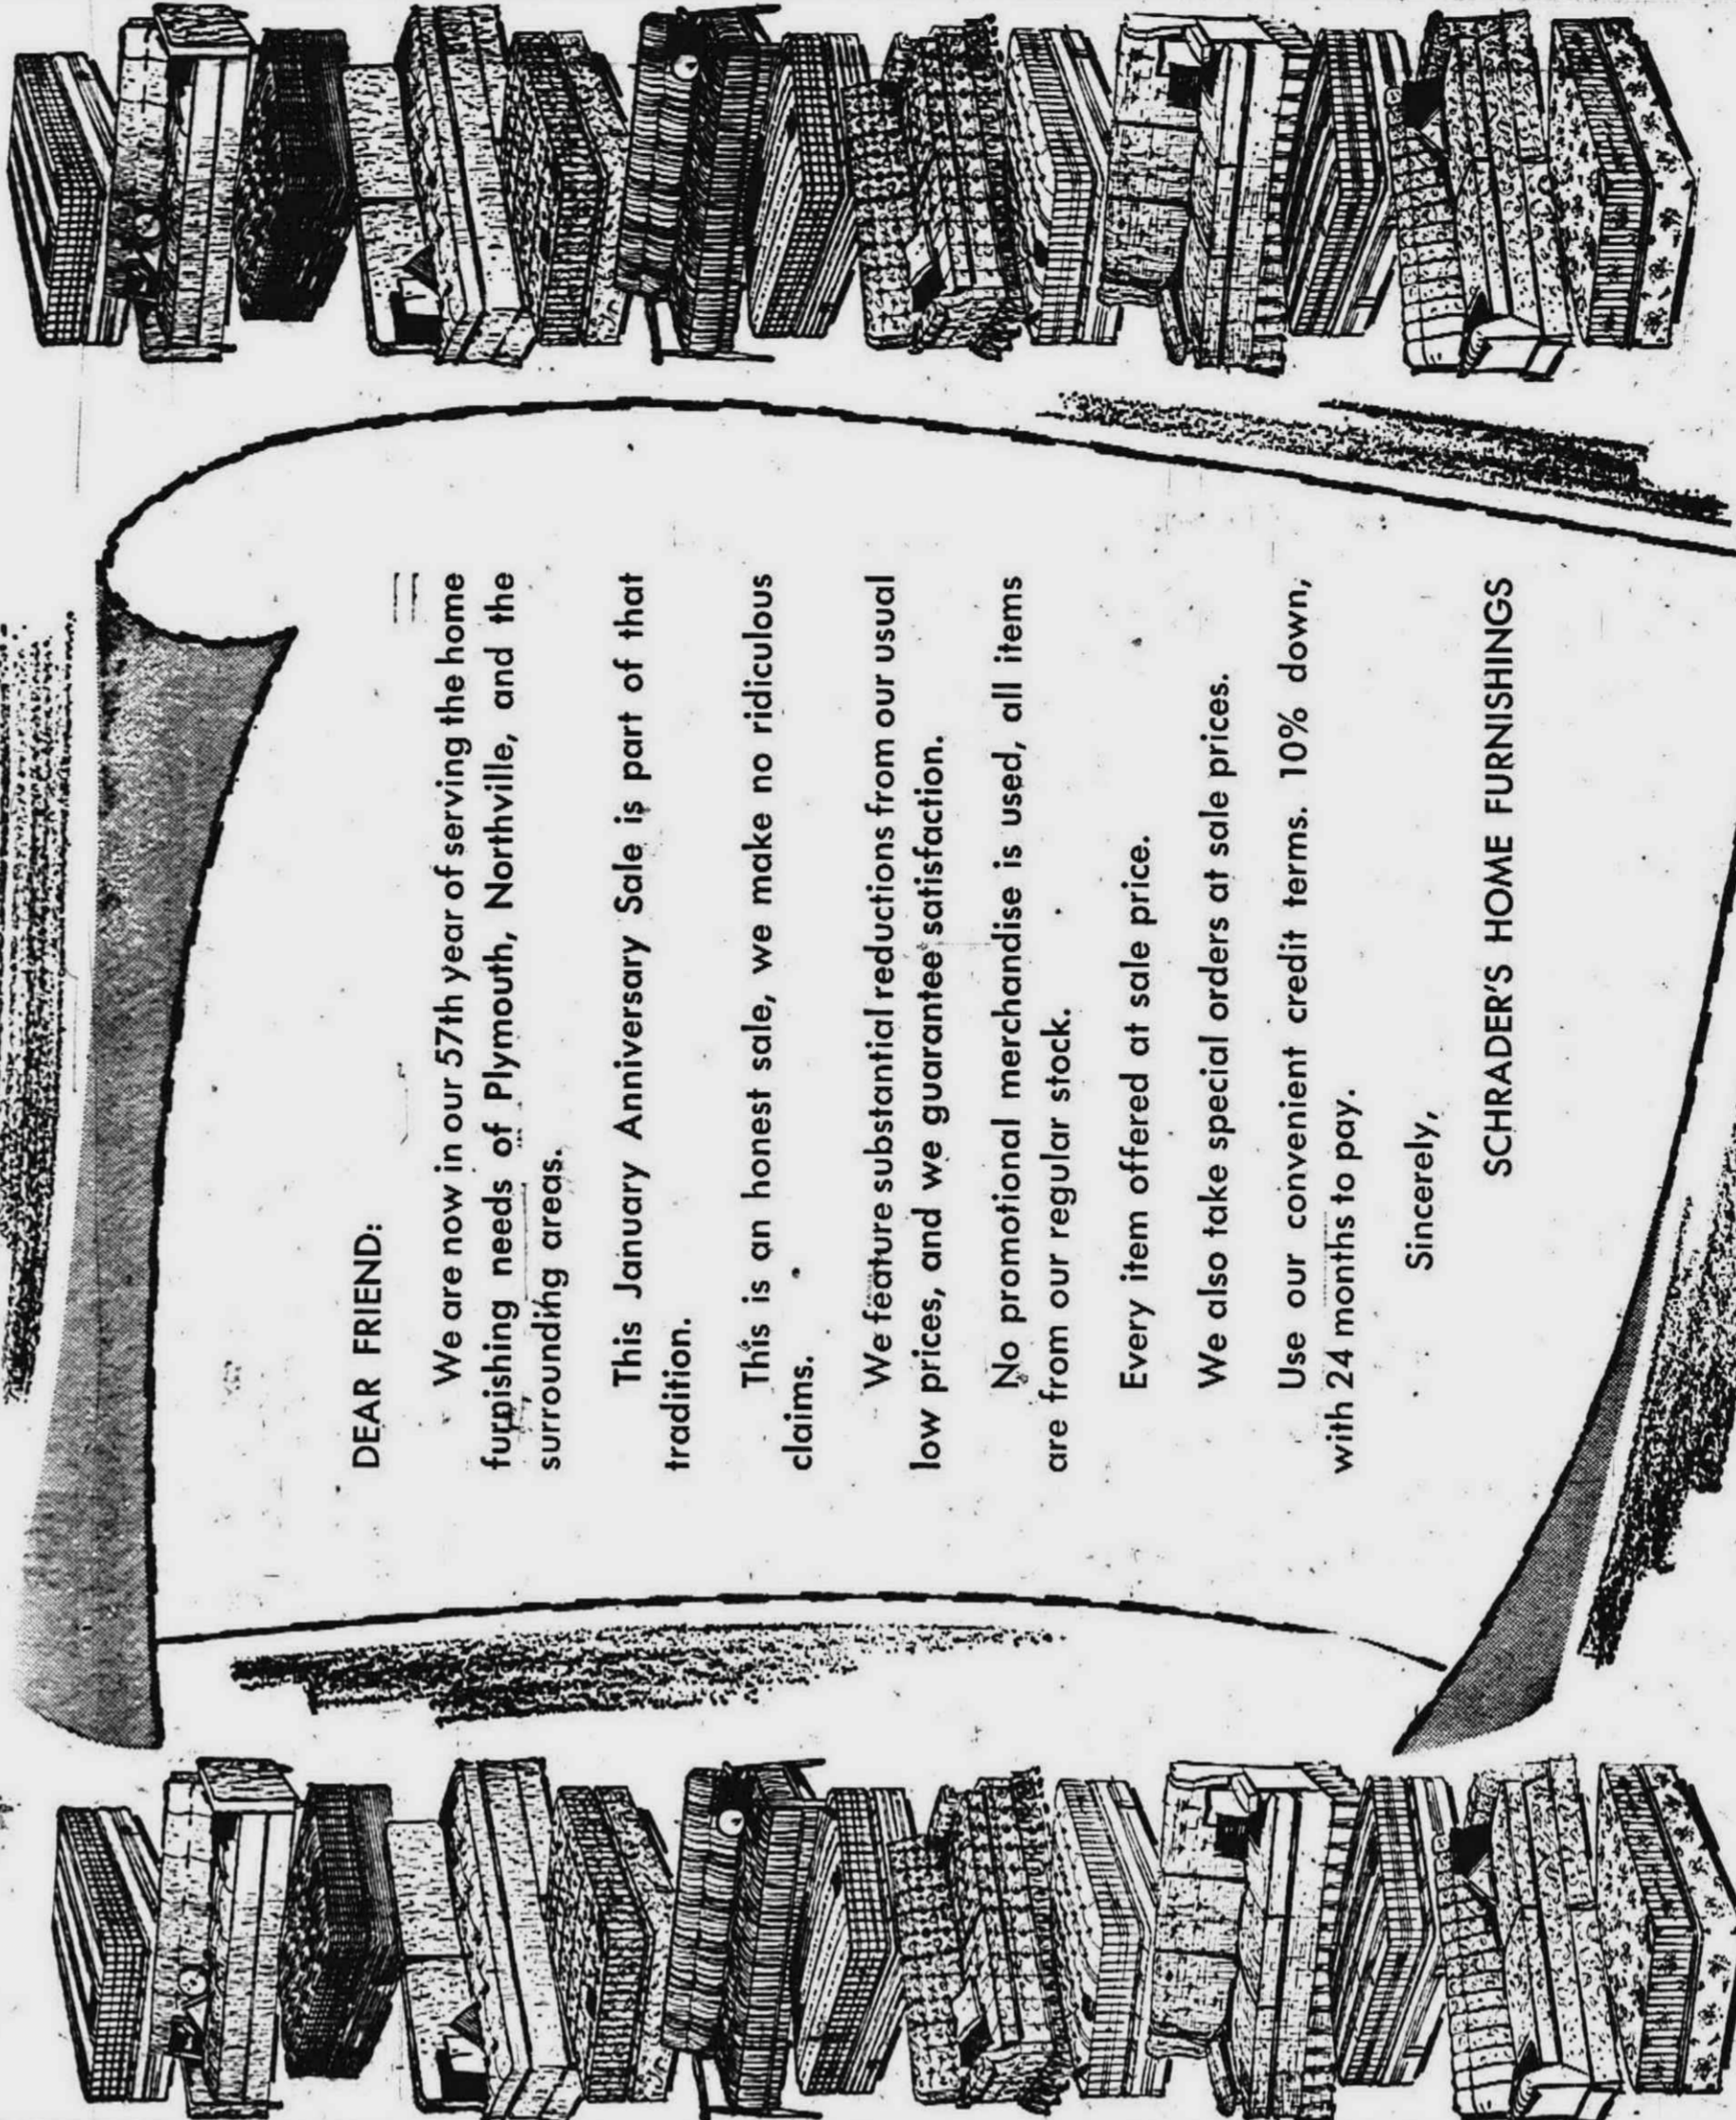 DEAR FRIEND:
We are now in our 57th year of serving the home
furnishing needs of Plymouth, Northville, and the
surrounding areas.
This January Anniversary Sale is part of that
tradition.
This is an honest sale, we make no ridiculous
claims.
We feature substantial reductions from our usual
low prices, and we guarantee satisfaction.
No promotional merchandise is used, all items
are from our regular stock.
Every item offered at sale price.
We also take special orders at sale prices.
Use our convenient credit terms. 10% down,
with 24 months to pay.
Sincerely,
SCHRADER'S HOME FURNISHINGS